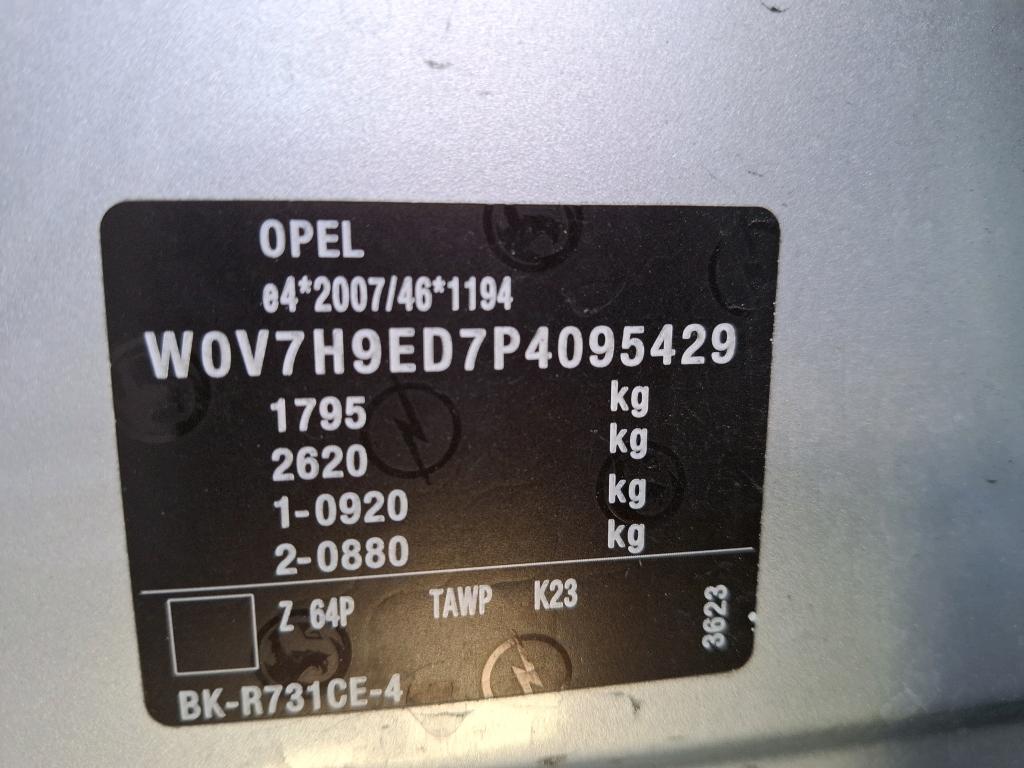 OPEL
e4*2007/46*1194
W0V7H9ED7P4095429
1795 kg
2620 kg
1-0920 kg
2-0880 kg
Z 64P TAWP K23
3623
BK-R731CE-4